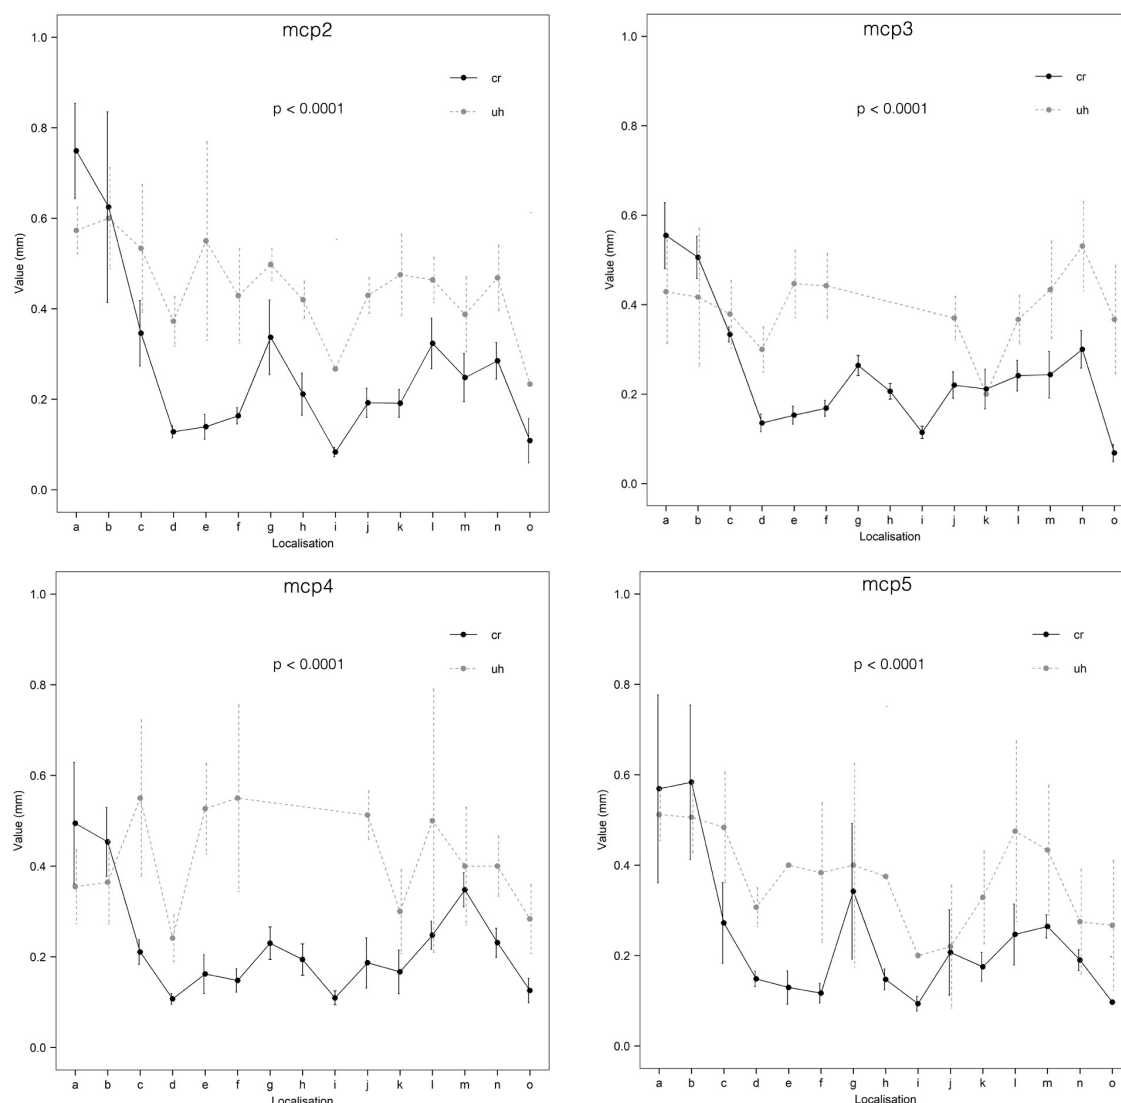 mcp2
1.0
0.8
0.6
0.4
0.2
0.0
Value (mm)
cr
uh
p < 0.0001
a b c d e f g h i j k l m n o
Localisation
mcp3
1.0
0.8
0.6
0.4
0.2
0.0
Value (mm)
cr
uh
p < 0.0001
a b c d e f g h i j k l m n o
Localisation
mcp4
1.0
0.8
0.6
0.4
0.2
0.0
Value (mm)
cr
uh
p < 0.0001
a b c d e f g h i j k l m n o
Localisation
mcp5
1.0
0.8
0.6
0.4
0.2
0.0
Value (mm)
cr
uh
p < 0.0001
a b c d e f g h i j k l m n o
Localisation